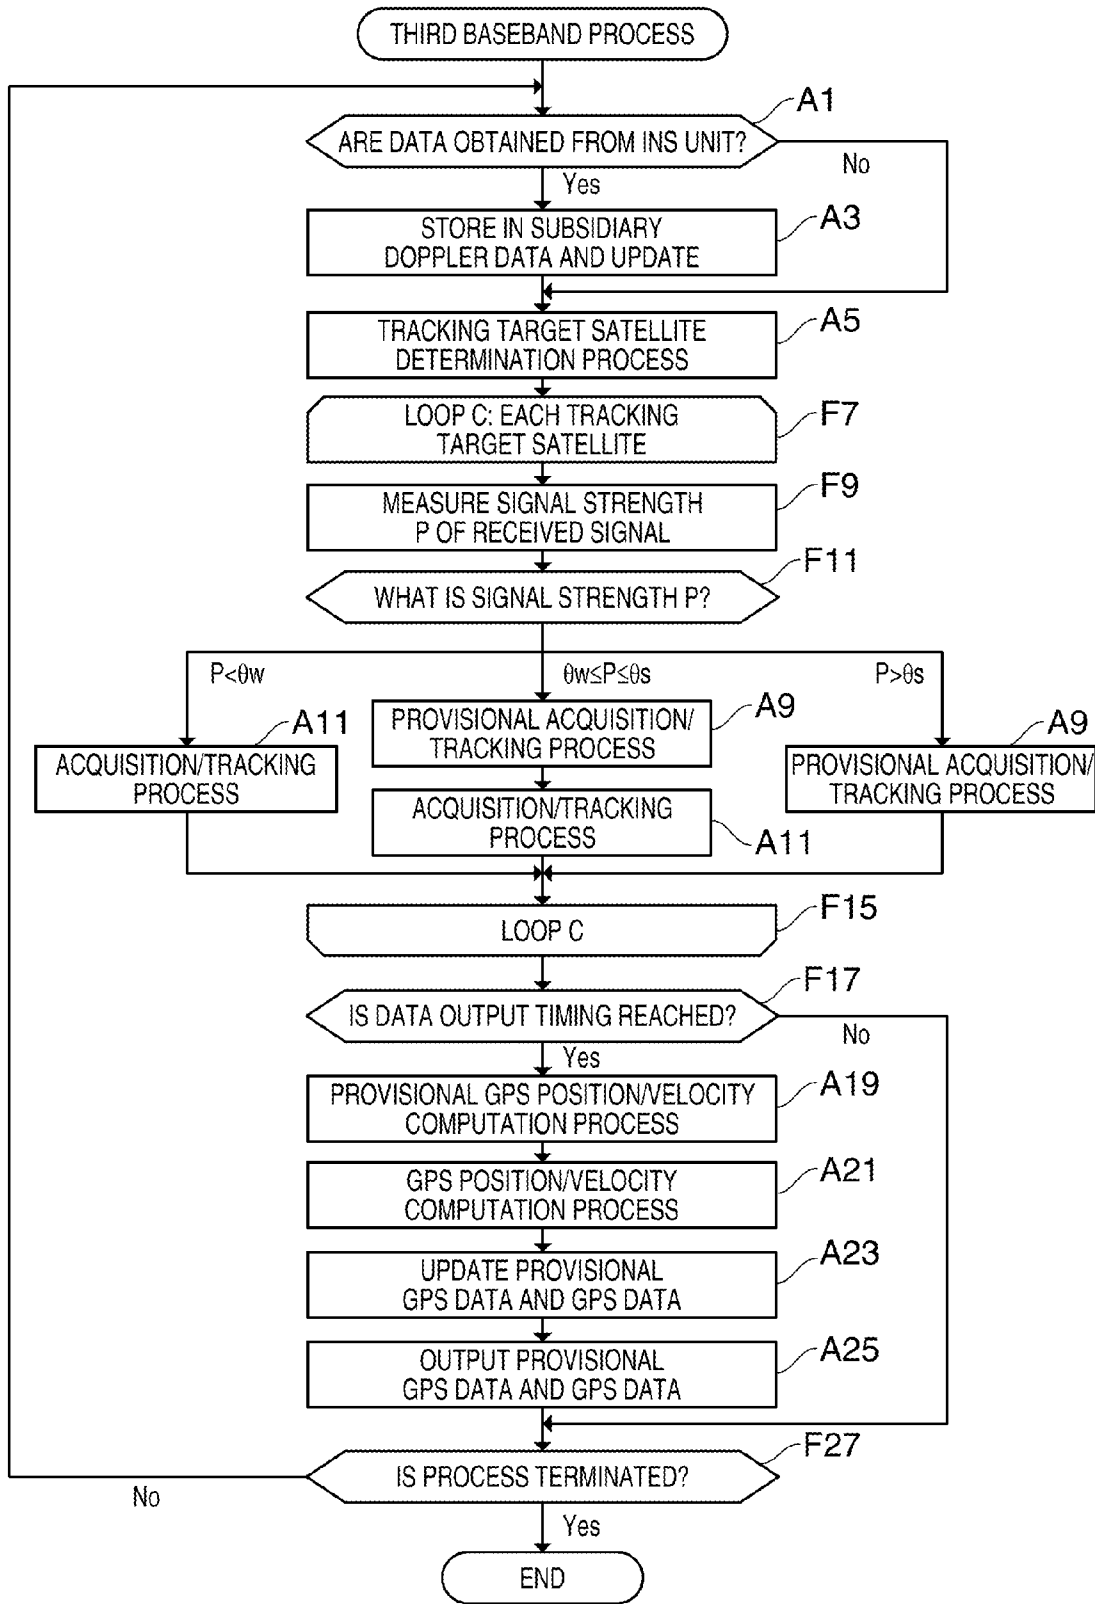 THIRD BASEBAND PROCESS
A1
ARE DATA OBTAINED FROM INS UNIT?
No
Yes
A3
STORE IN SUBSIDIARY
DOPPLER DATA AND UPDATE
A5
TRACKING TARGET SATELLITE
DETERMINATION PROCESS
F7
LOOP C: EACH TRACKING
TARGET SATELLITE
F9
MEASURE SIGNAL STRENGTH
P OF RECEIVED SIGNAL
F11
WHAT IS SIGNAL STRENGTH P?
P<θw
θw≤P≤θs
P>θs
A11
ACQUISITION/TRACKING
PROCESS
A9
PROVISIONAL ACQUISITION/
TRACKING PROCESS
A9
PROVISIONAL ACQUISITION/
TRACKING PROCESS
ACQUISITION/TRACKING
PROCESS
A11
F15
LOOP C
F17
IS DATA OUTPUT TIMING REACHED?
No
Yes
A19
PROVISIONAL GPS POSITION/VELOCITY
COMPUTATION PROCESS
A21
GPS POSITION/VELOCITY
COMPUTATION PROCESS
A23
UPDATE PROVISIONAL
GPS DATA AND GPS DATA
A25
OUTPUT PROVISIONAL
GPS DATA AND GPS DATA
F27
IS PROCESS TERMINATED?
No
Yes
END